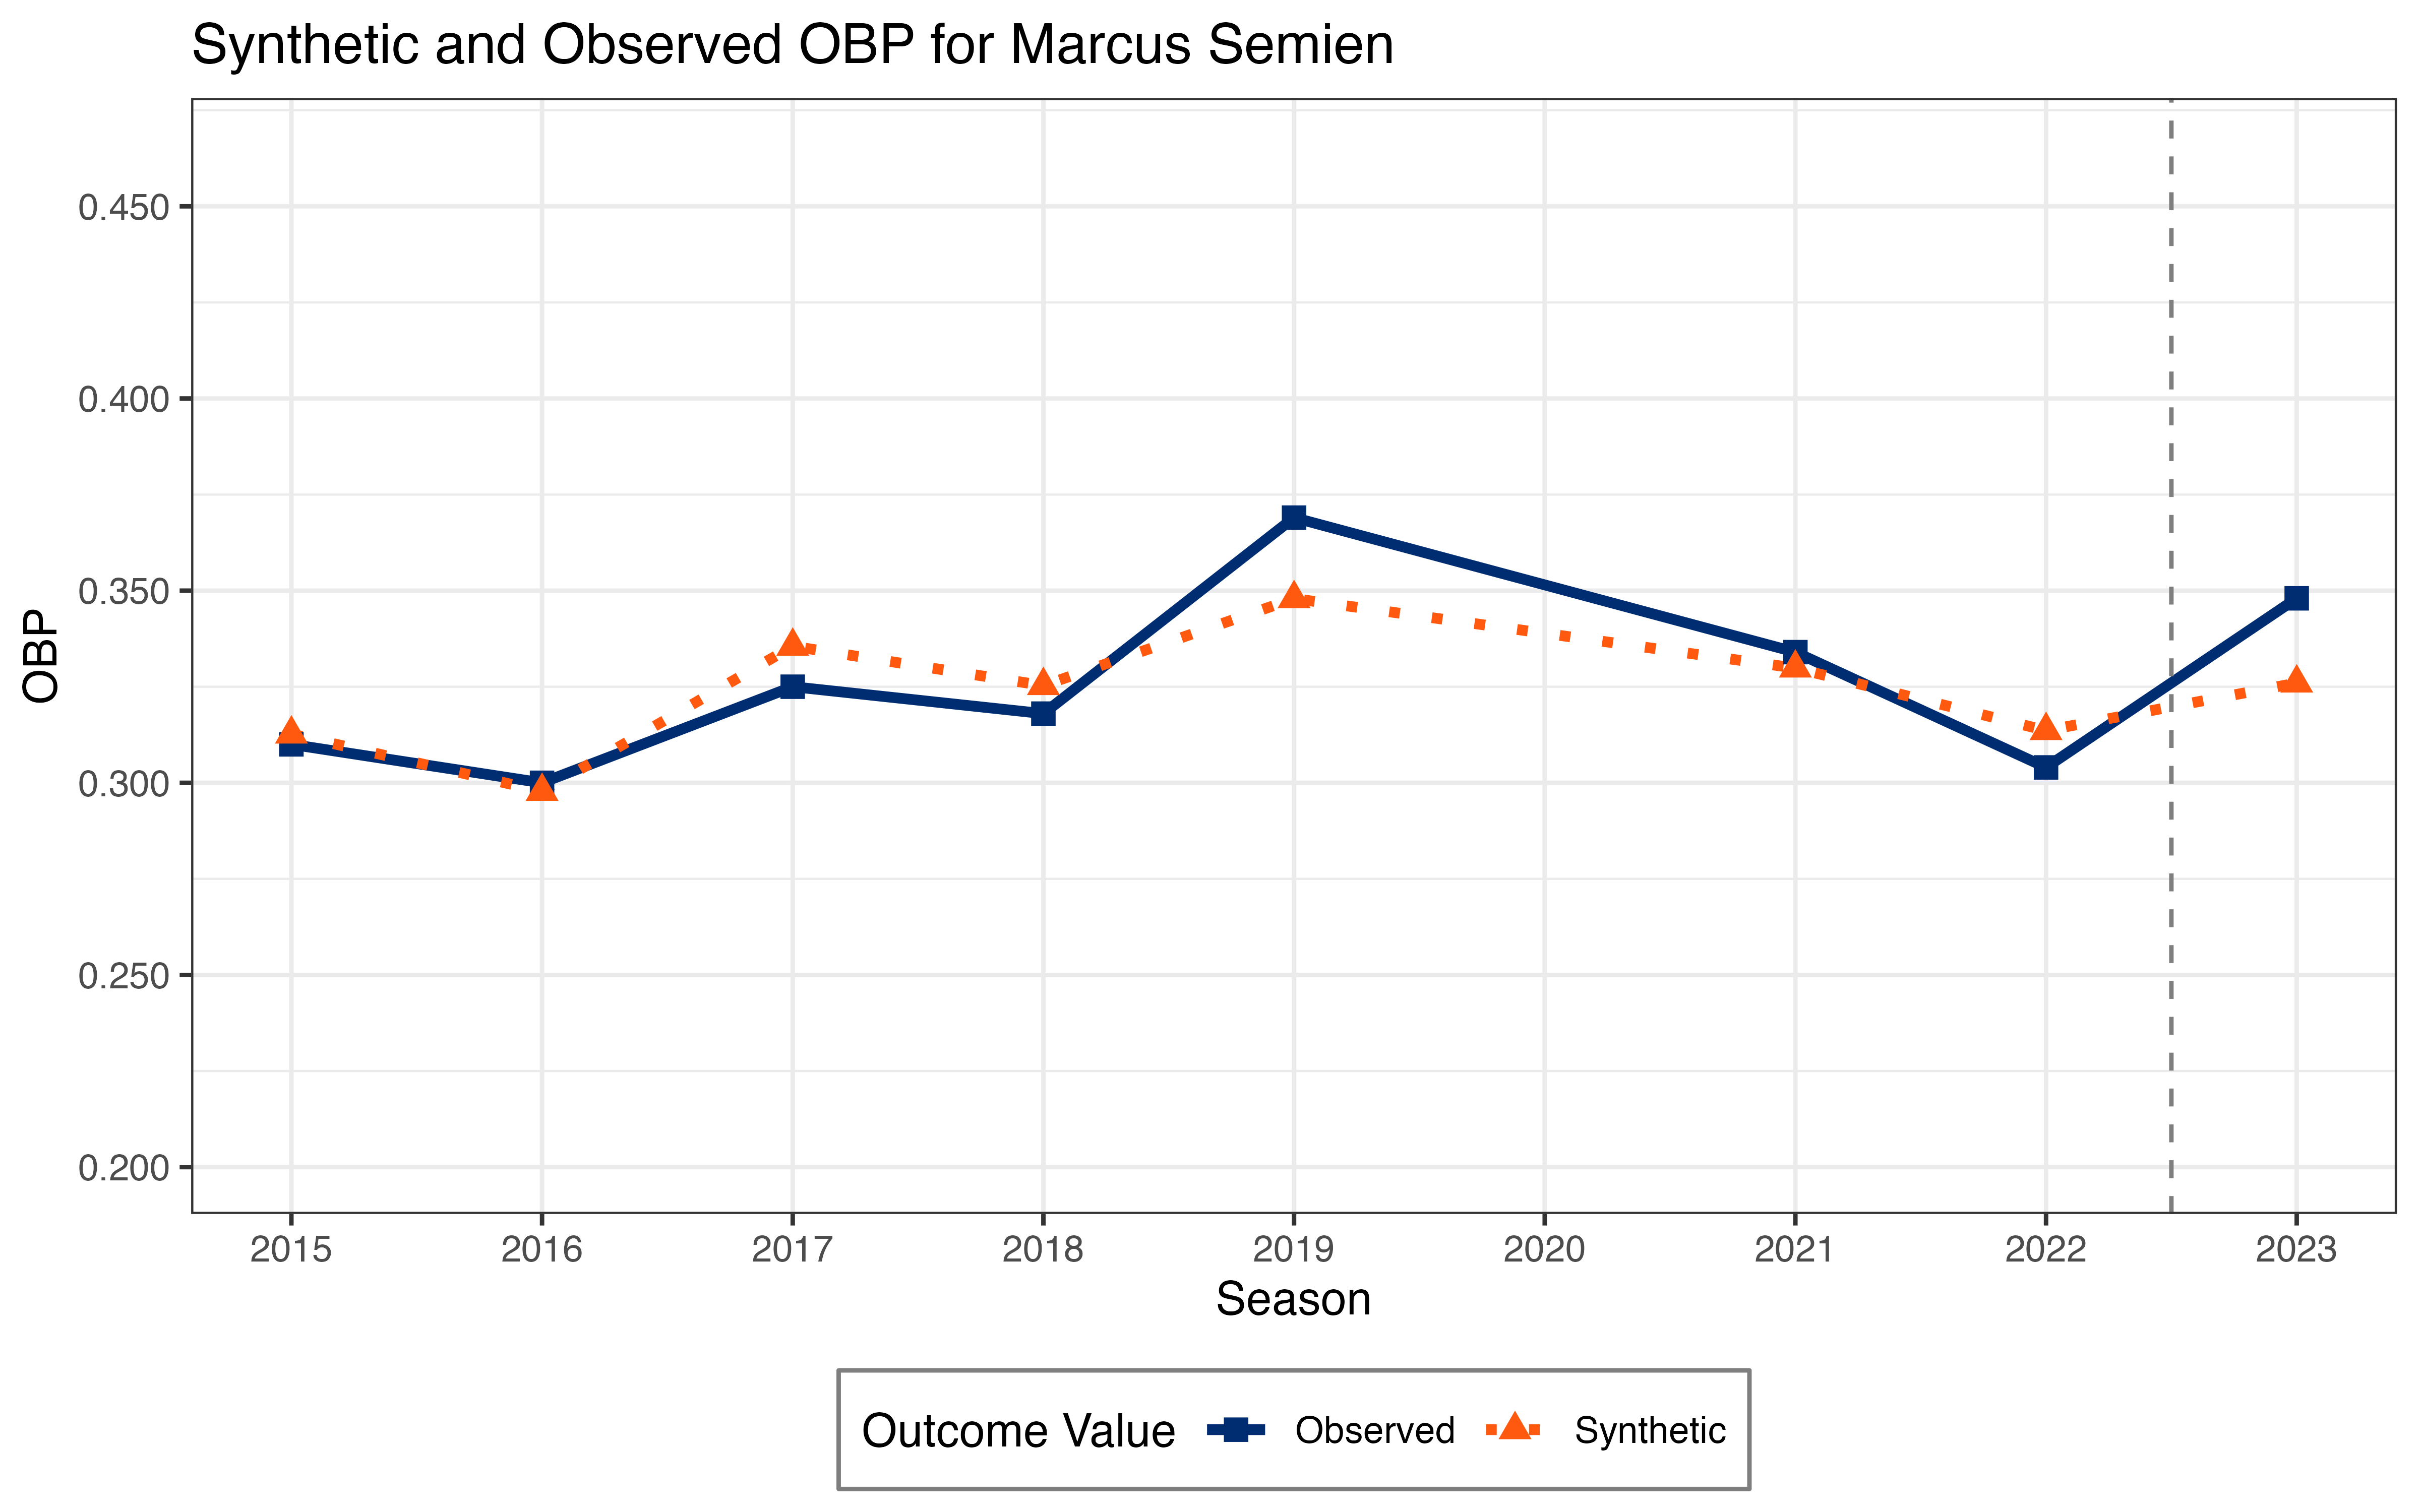 Synthetic and Observed OBP for Marcus Semien
OBP
0.450
0.400
0.350
0.300
0.250
0.200
2015 2016 2017 2018 2019 2020 2021 2022 2023
Season
Outcome Value Observed Synthetic